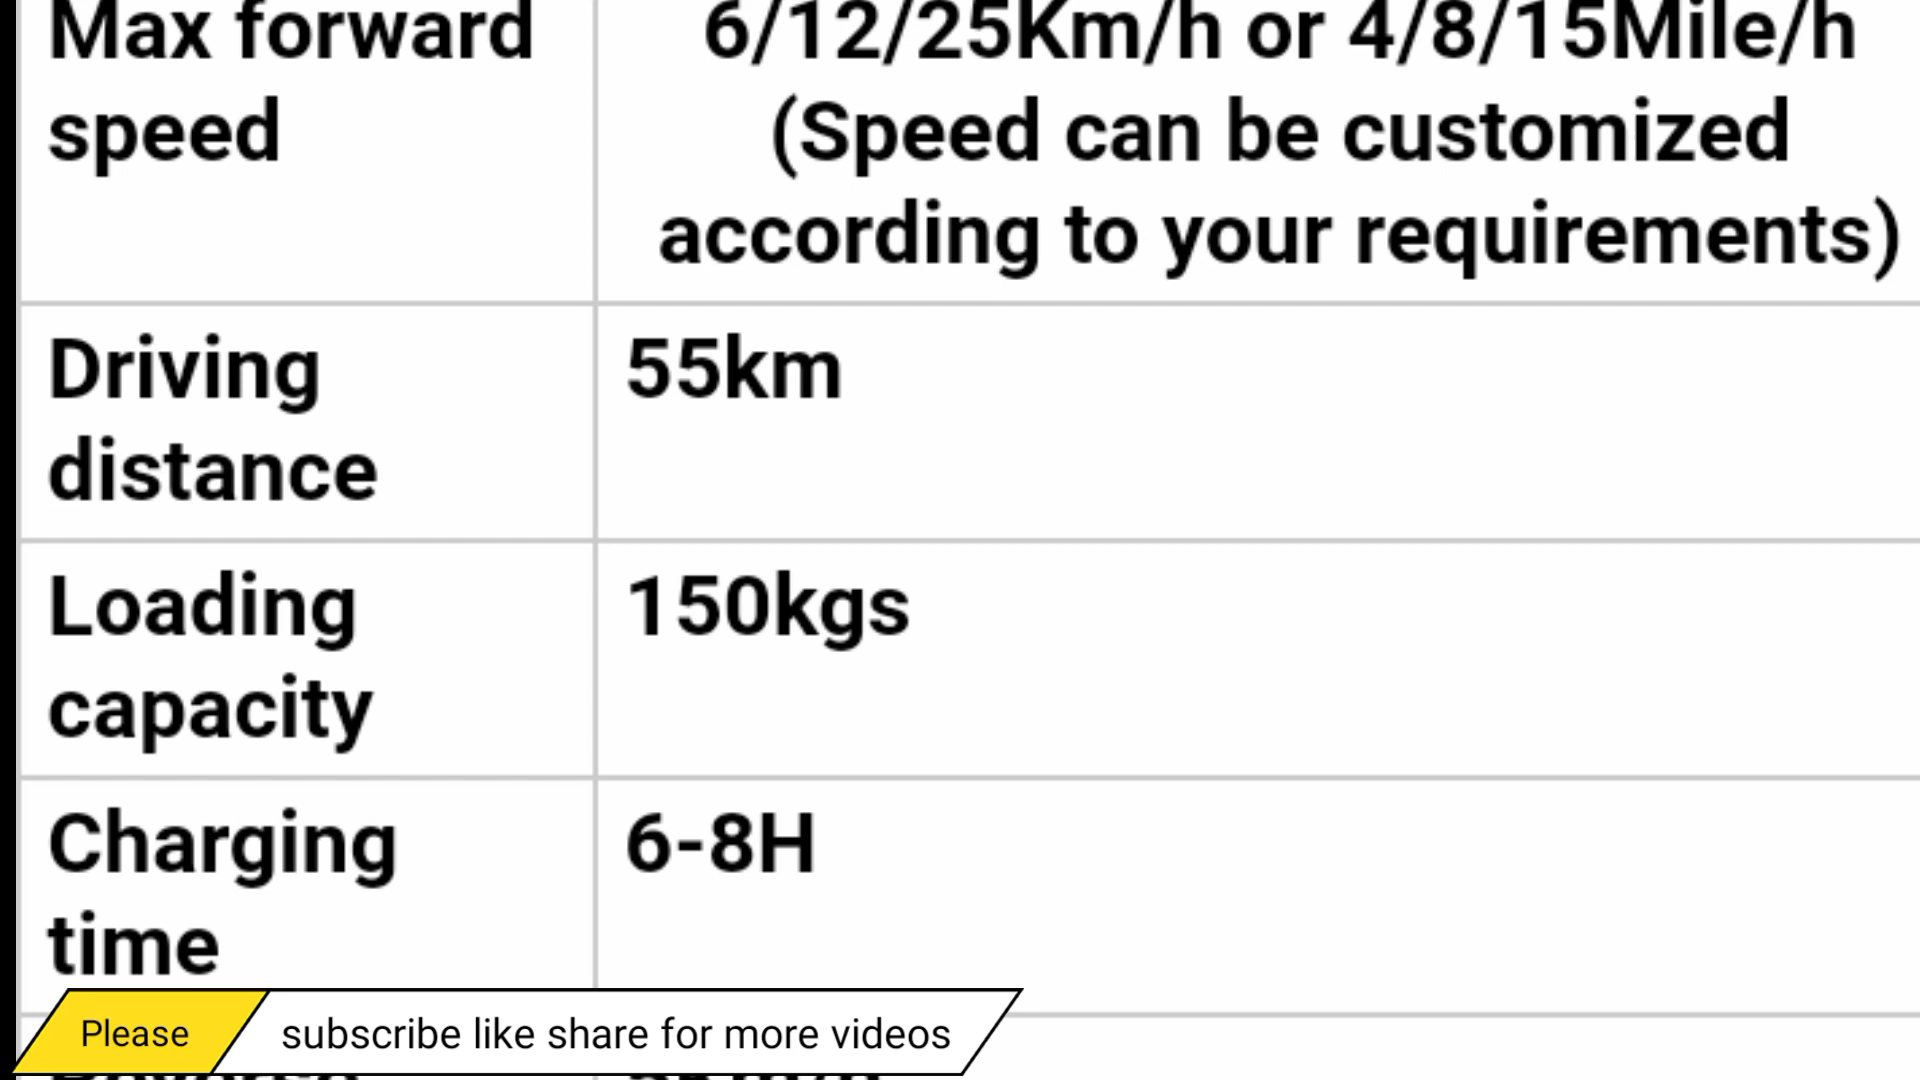 Max forward
speed
6/12/25Km/h or 4/8/15Mile/h
(Speed can be customized
according to your requirements)
Driving
distance
55km
Loading
capacity
150kgs
Charging
time
6-8H
Please
subscribe like share for more videos